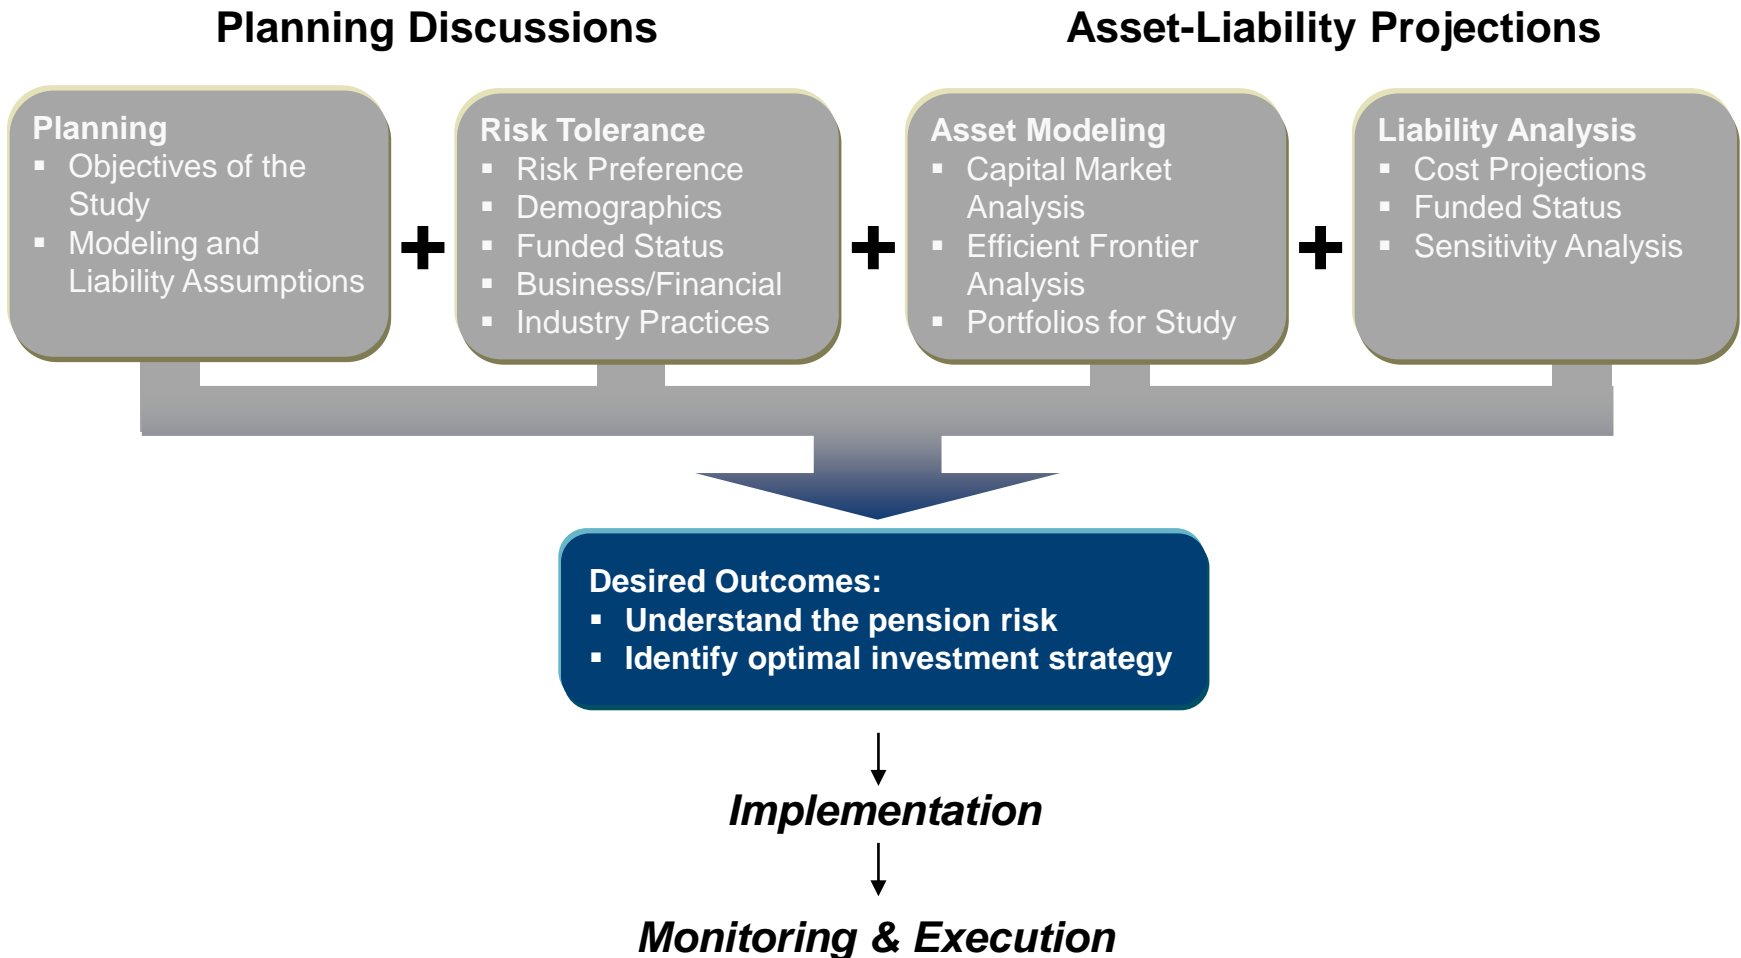 Planning Discussions
Asset-Liability Projections
Planning
▪ Objectives of the
Study
▪ Modeling and
Liability Assumptions
+
Risk Tolerance
▪ Risk Preference
▪ Demographics
▪ Funded Status
▪ Business/Financial
▪ Industry Practices
+
Asset Modeling
▪ Capital Market
Analysis
▪ Efficient Frontier
Analysis
▪ Portfolios for Study
+
Liability Analysis
▪ Cost Projections
▪ Funded Status
▪ Sensitivity Analysis
Desired Outcomes:
▪ Understand the pension risk
▪ Identify optimal investment strategy
Implementation
Monitoring & Execution